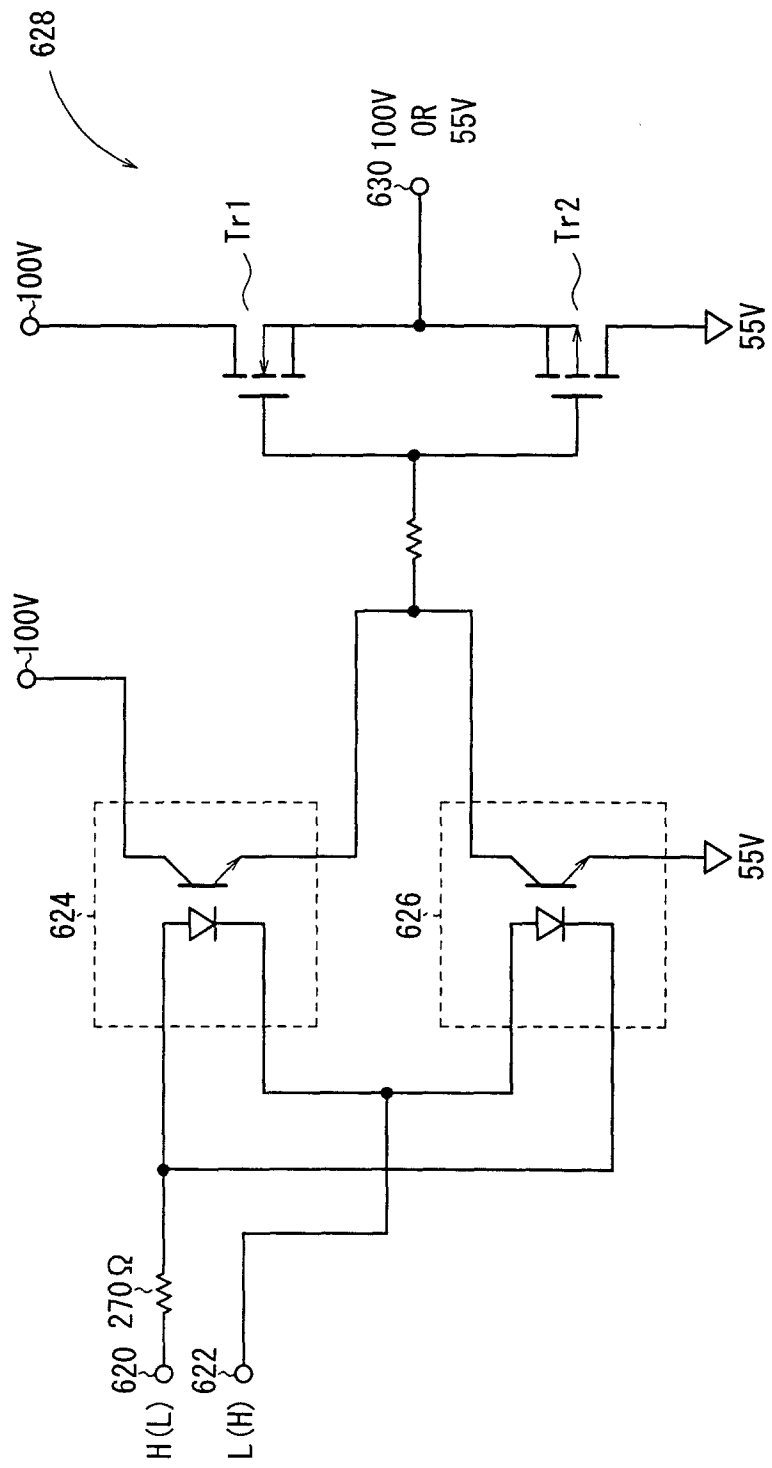 628
100V
100V
624
626
Tr1
Tr2
630
100V
OR
55V
55V
55V
270Ω
620
H(L)
622
L(H)